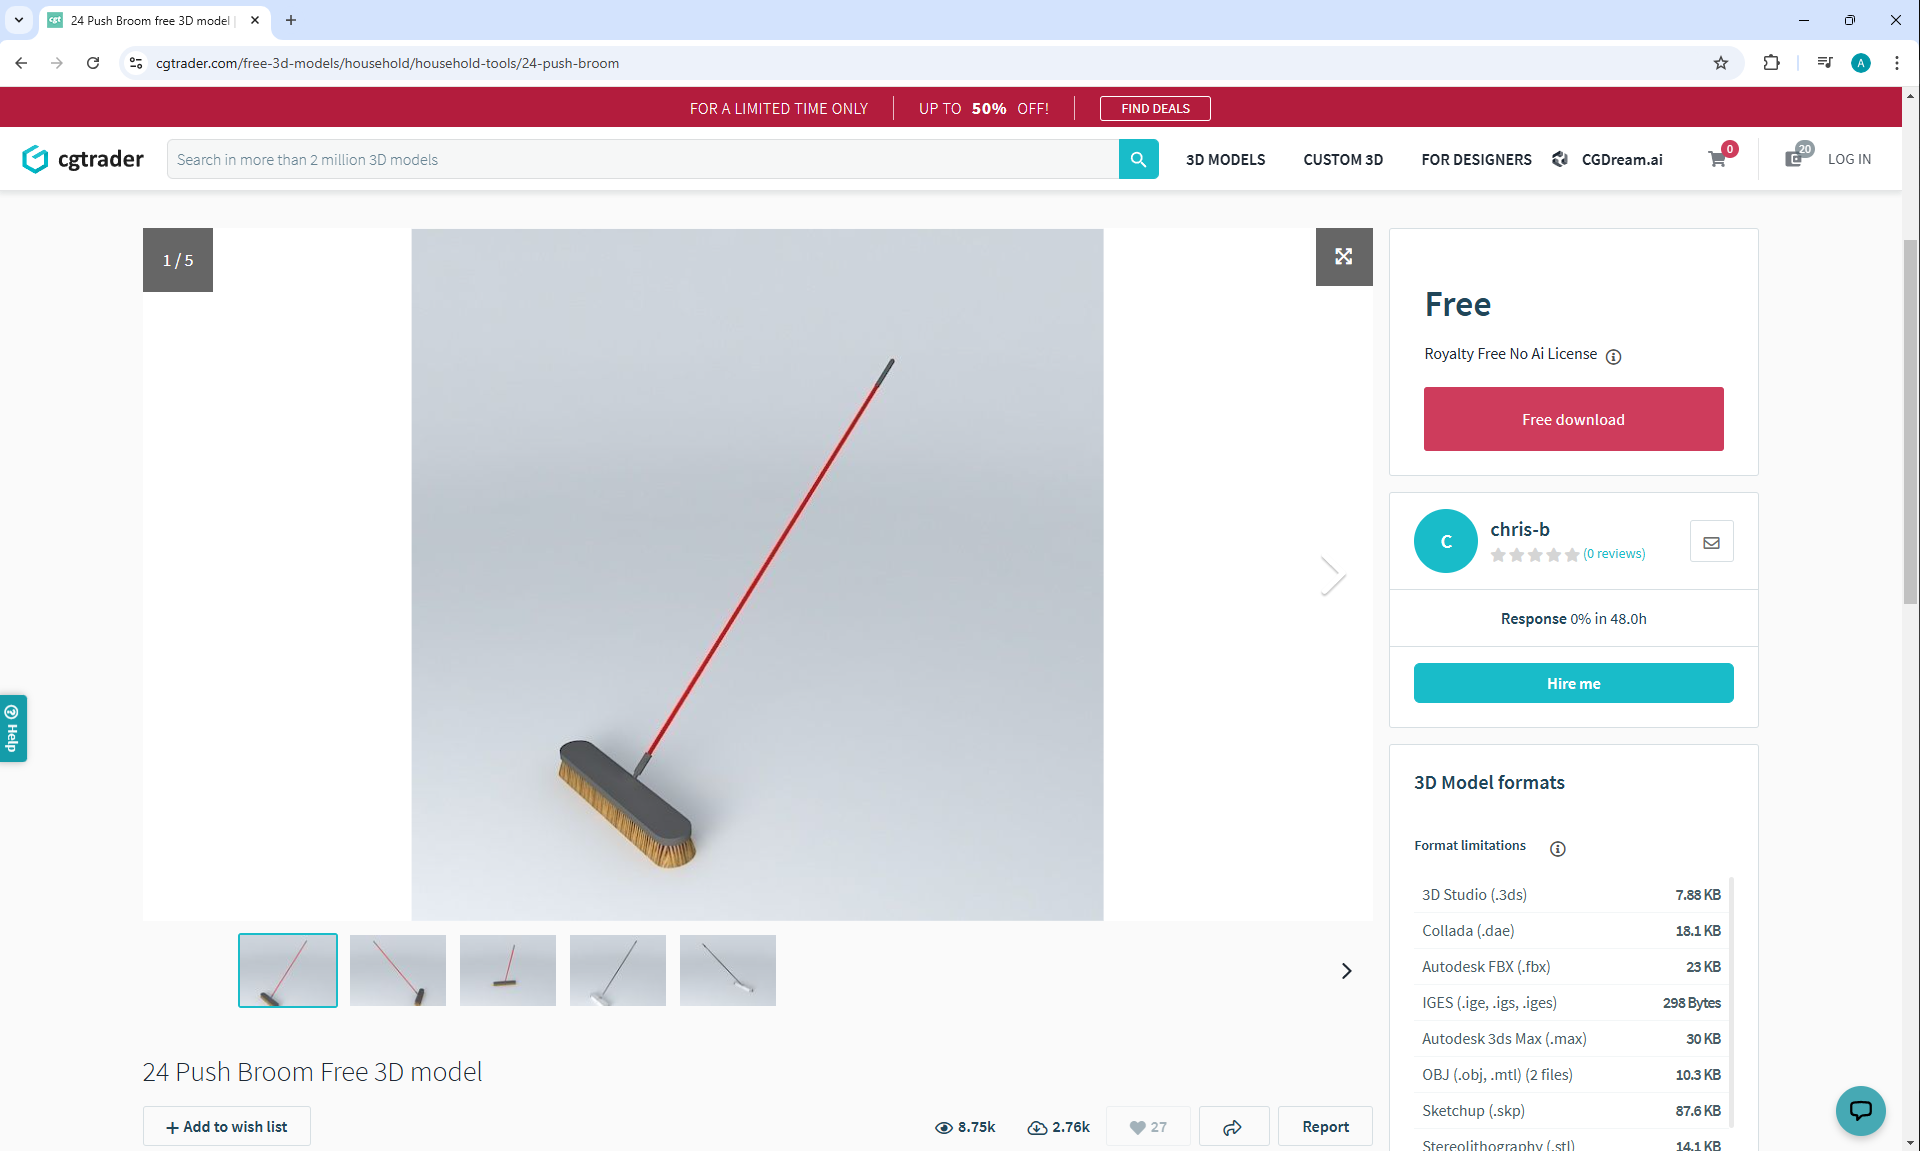 24 Push Broom free 3D model |
cgtrader.com/free-3d-models/household/household-tools/24-push-broom
A
FOR A LIMITED TIME ONLY
UP TO 50% OFF!
FIND DEALS
cgtrader
Search in more than 2 million 3D models
3D MODELS
CUSTOM 3D
FOR DESIGNERS
CGDream.ai
0
20
LOG IN
1 / 5
Free
Royalty Free No Ai License
Free download
C
chris-b
(0 reviews)
Response 0% in 48.0h
Hire me
Help
3D Model formats
Format limitations
3D Studio (.3ds) 7.88 KB
Collada (.dae) 18.1 KB
Autodesk FBX (.fbx) 23 KB
IGES (.ige, .igs, .iges) 298 Bytes
Autodesk 3ds Max (.max) 30 KB
OBJ (.obj, .mtl) (2 files) 10.3 KB
Sketchup (.skp) 87.6 KB
Stereolithography (.stl) 14.1 KB
24 Push Broom Free 3D model
+ Add to wish list
8.75k
2.76k
27
Report